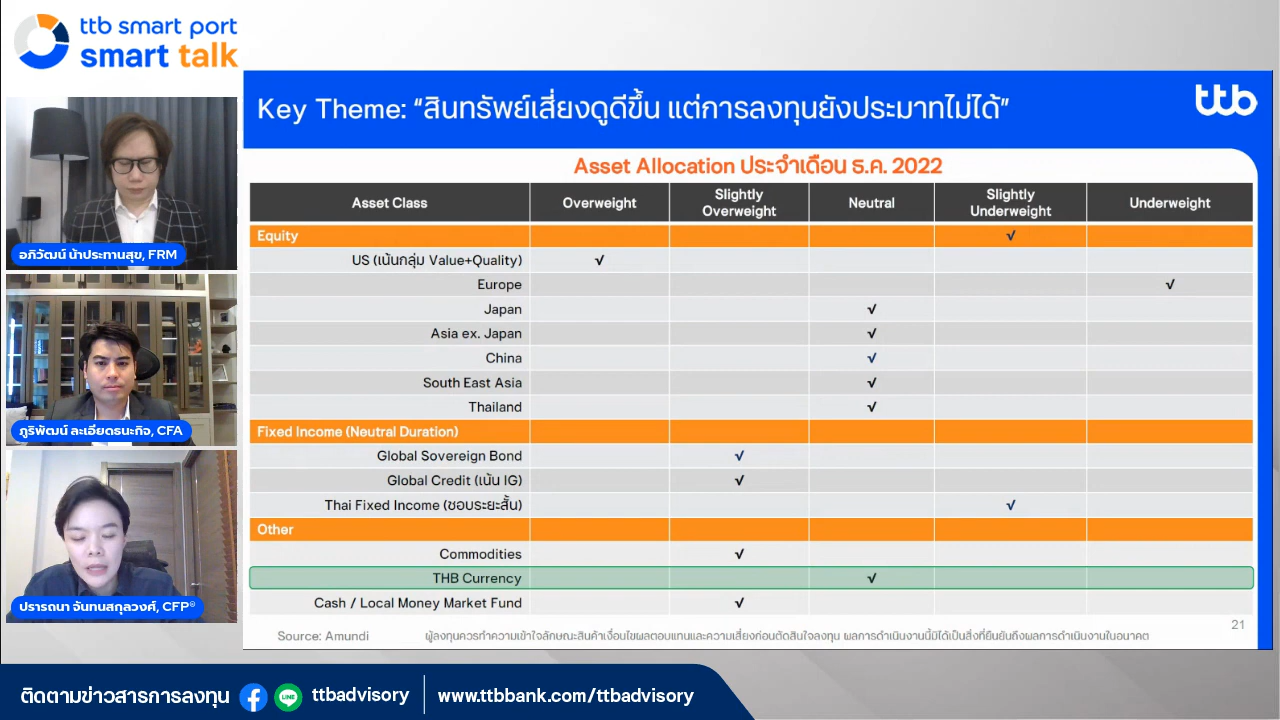 ttb smart port
smart talk
อภิวัฒน์ น้าประทานสุข, FRM
ภูริพัฒน์ ละเอียดธนะกิจ, CFA
ปรารถนา จันทนสกุลวงศ์, CFP®
Key Theme: “สินทรัพย์เสี่ยงดูดีขึ้น แต่การลงทุนยังประมาทไม่ได้”
ttb
Asset Allocation ประจำเดือน ธ.ค. 2022
Asset Class Overweight Slightly Overweight Neutral Slightly Underweight Underweight
Equity √
US (เน้นกลุ่ม Value+Quality) √
Europe √
Japan √
Asia ex. Japan √
China √
South East Asia √
Thailand √
Fixed Income (Neutral Duration)
Global Sovereign Bond √
Global Credit (เน้น IG) √
Thai Fixed Income (ชอบระยะสั้น) √
Other
Commodities √
THB Currency √
Cash / Local Money Market Fund √
21
Source: Amundi ผู้ลงทุนควรทำความเข้าใจลักษณะสินค้าเงื่อนไขผลตอบแทนและความเสี่ยงก่อนตัดสินใจลงทุน ผลการดำเนินงานนี้มิได้เป็นสิ่งที่ยืนยันถึงผลการดำเนินงานในอนาคต
ติดตามข่าวสารการลงทุน LINE ttbadvisory www.ttbbank.com/ttbadvisory